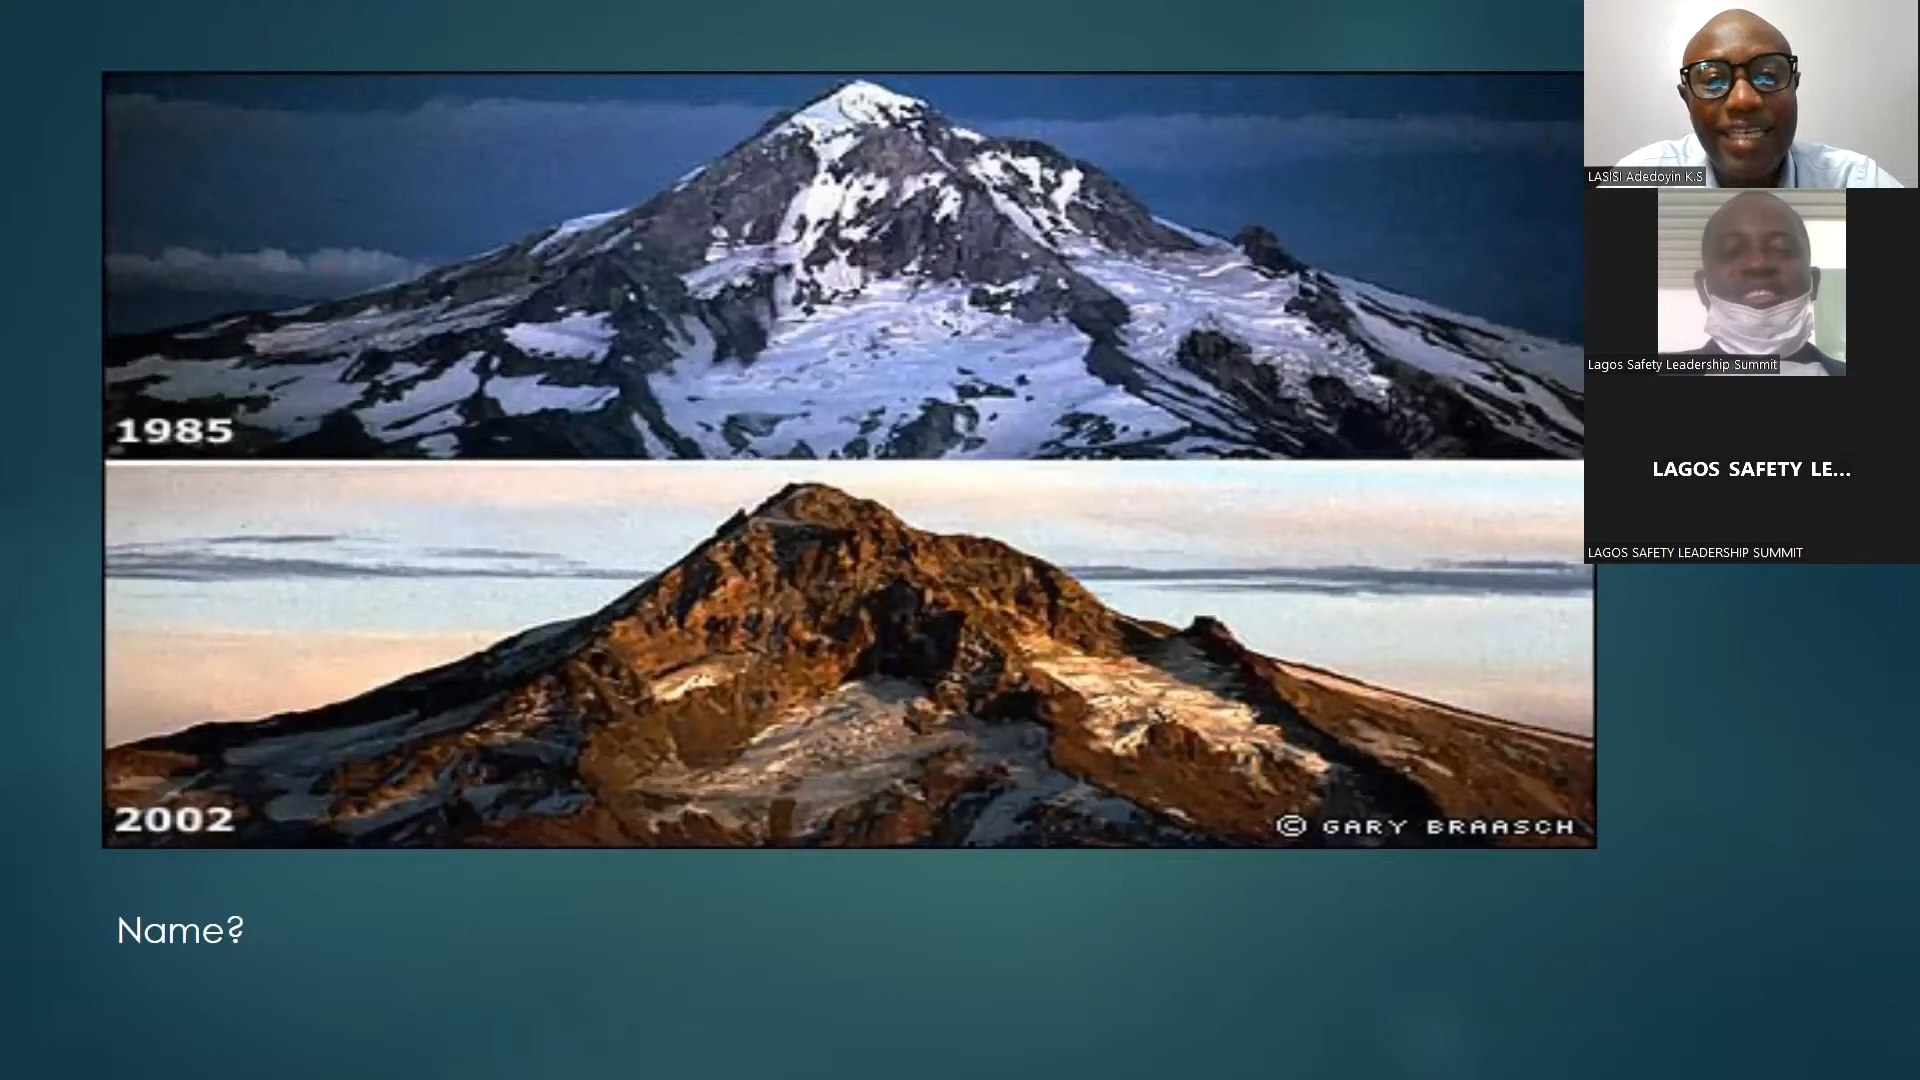 1985
2002
© GARY BRAASCH
Name?
LASISI Adedoyin K.S
Lagos Safety Leadership Summit
LAGOS SAFETY LE...
LAGOS SAFETY LEADERSHIP SUMMIT